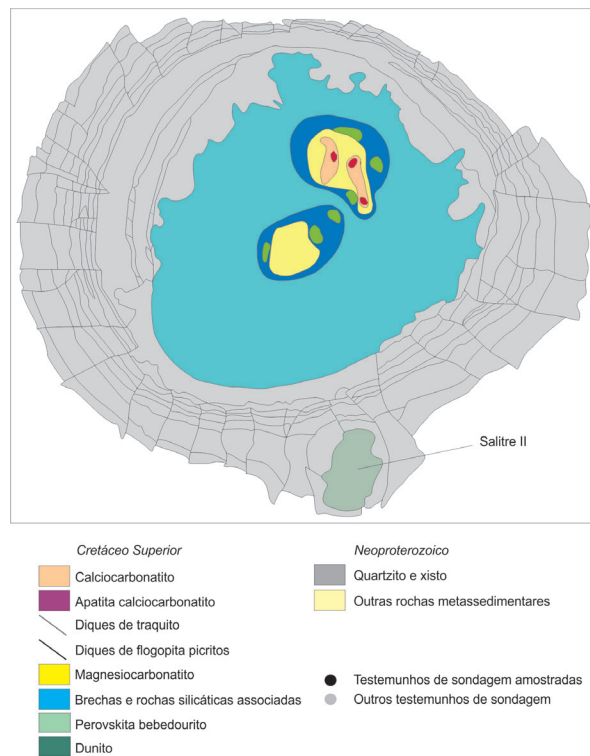 Salitre II
Cretáceo Superior
Calciocarbonatito
Apatita calciocarbonatito
Diques de traquito
Diques de flogopita picritos
Magnesiocarbonatito
Brechas e rochas silicáticas associadas
Perovskita bebedourito
Dunito
Neoproterozoico
Quartzito e xisto
Outras rochas metassedimentares
Testemunhos de sondagem amostradas
Outros testemunhos de sondagem